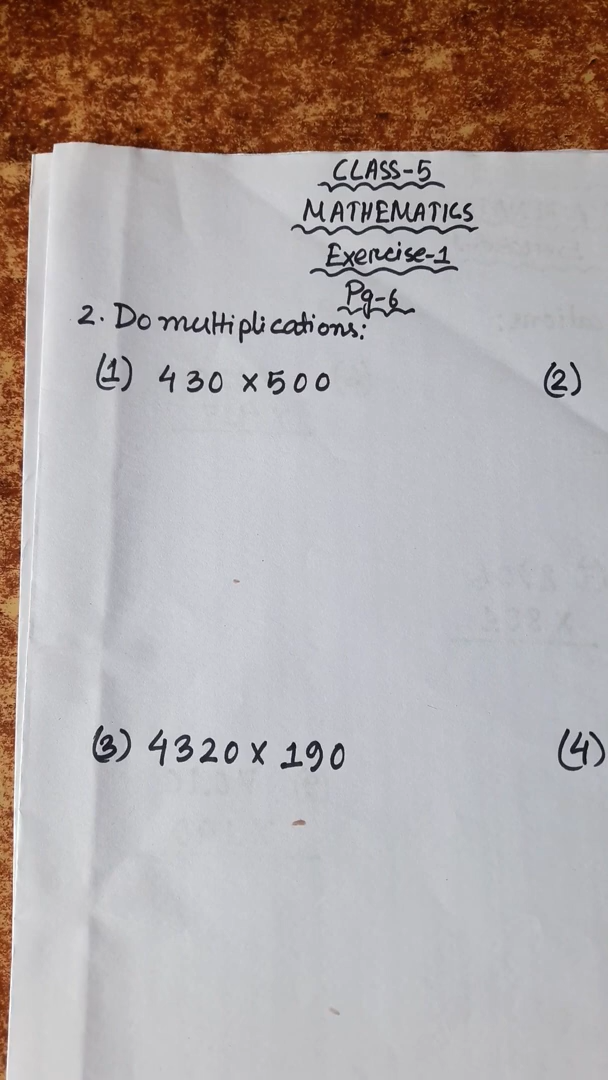 CLASS-5
MATHEMATICS
Exercise-1
Pg-6
2. Do multiplications:
(1) 430 × 500
(2)
(3) 4320 × 190
(4)